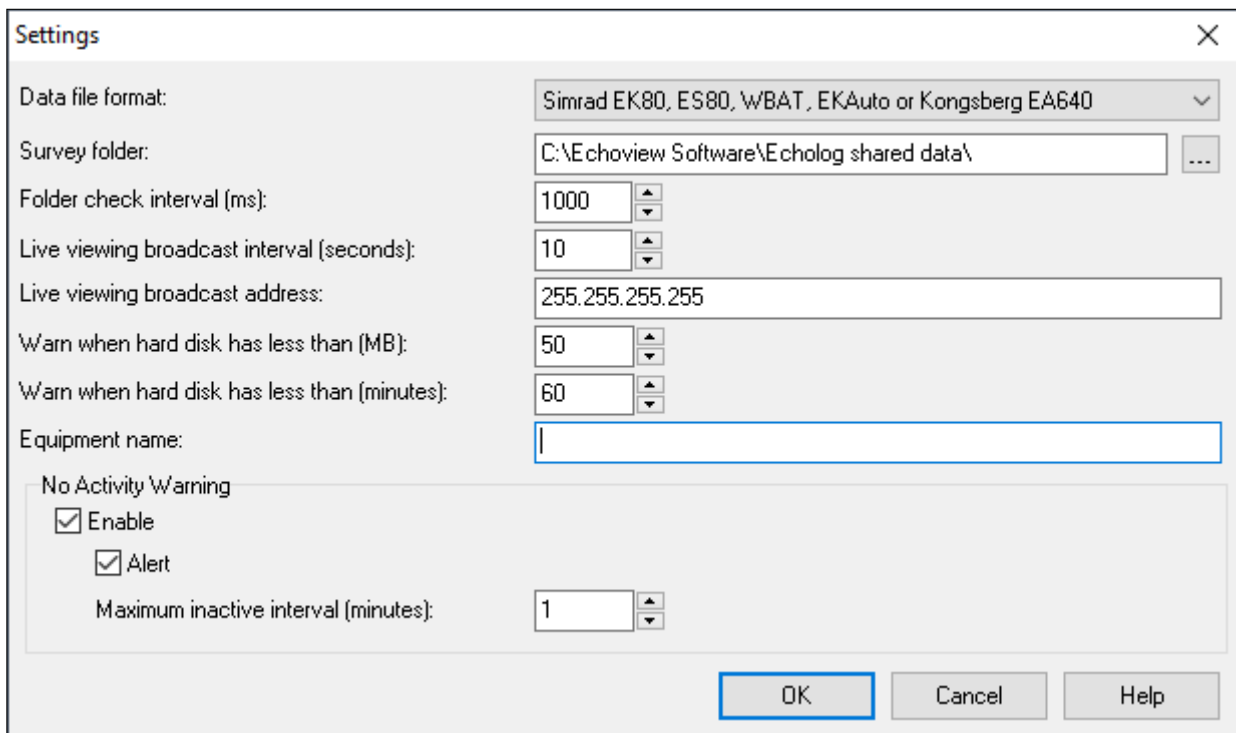 Settings
Data file format: Simrad EK80, ES80, WBAT, EKAuto or Kongsberg EA640
Survey folder: C:\Echoview Software\Echolog shared data\ ...
Folder check interval (ms): 1000
Live viewing broadcast interval (seconds): 10
Live viewing broadcast address: 255.255.255.255
Warn when hard disk has less than (MB): 50
Warn when hard disk has less than (minutes): 60
Equipment name:
No Activity Warning
Enable
Alert
Maximum inactive interval (minutes): 1
OK Cancel Help